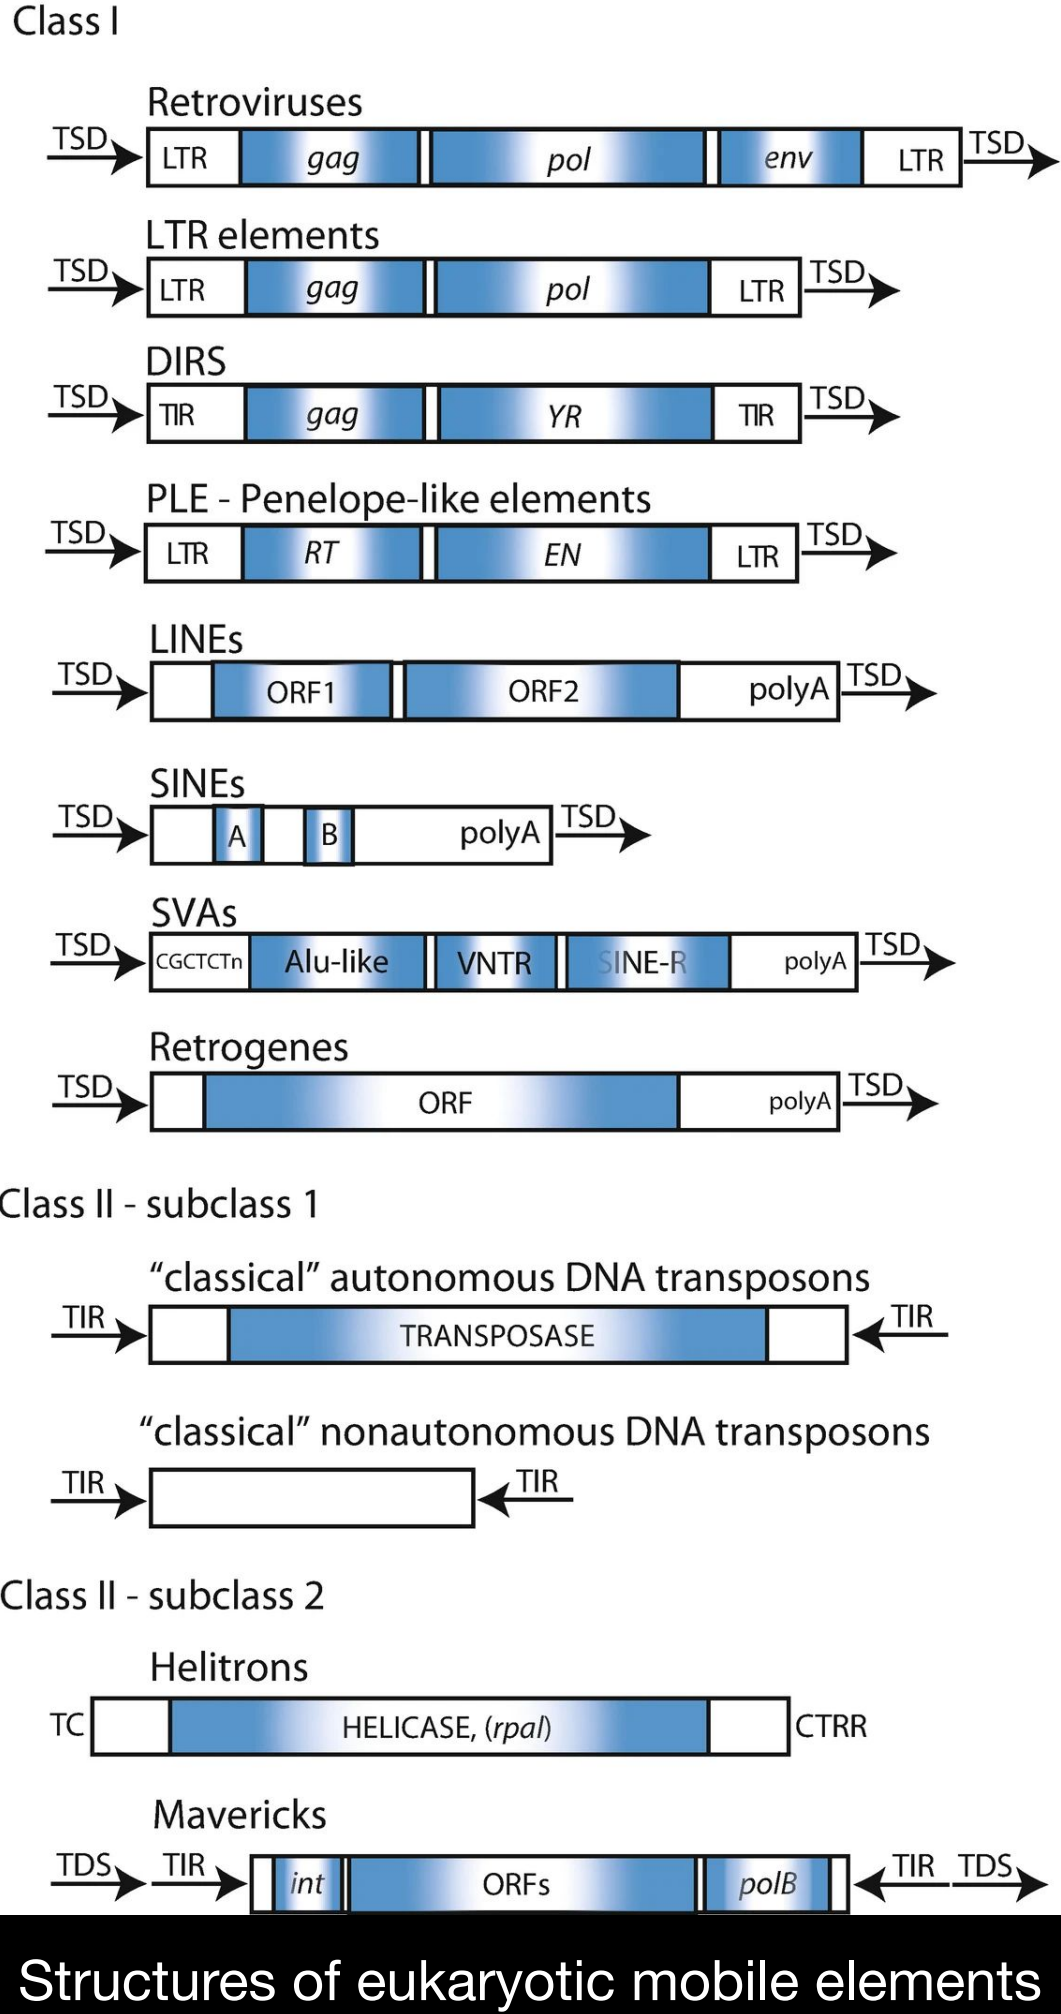 Class I
Retroviruses
TSD LTR gag pol env LTR TSD
LTR elements
TSD LTR gag pol LTR TSD
DIRS
TSD TIR gag YR TIR TSD
PLE - Penelope-like elements
TSD LTR RT EN LTR TSD
LINEs
TSD ORF1 ORF2 polyA TSD
SINEs
TSD A B polyA TSD
SVAs
TSD CGCTCTn Alu-like VNTR SINE-R polyA TSD
Retrogenes
TSD ORF polyA TSD
Class II - subclass 1
“classical” autonomous DNA transposons
TIR TRANSPOSASE TIR
“classical” nonautonomous DNA transposons
TIR TIR
Class II - subclass 2
Helitrons
TC HELICASE, (rpal) CTRR
Mavericks
TDS TIR int ORFs polB TIR TDS
Structures of eukaryotic mobile elements